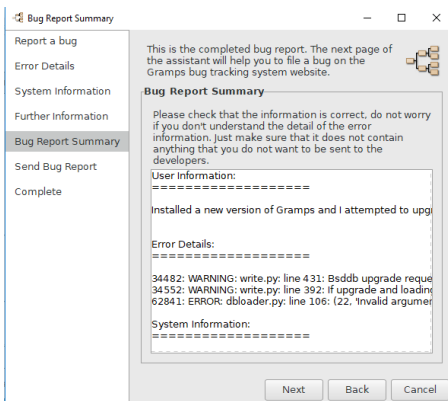 Bug Report Summary
Report a bug
Error Details
System Information
Further Information
Bug Report Summary
Send Bug Report
Complete
This is the completed bug report. The next page of
the assistant will help you to file a bug on the
Gramps bug tracking system website.
Bug Report Summary
Please check that the information is correct, do not worry
if you don't understand the detail of the error
information. Just make sure that it does not contain
anything that you do not want to be sent to the
developers.
User Information:
===================
Installed a new version of Gramps and I attempted to upgr
Error Details:
===================
34482: WARNING: write.py: line 431: Bsddb upgrade reque
34552: WARNING: write.py: line 392: If upgrade and loading
62841: ERROR: dbloader.py: line 106: (22, 'Invalid argumen
System Information:
===================
Next
Back
Cancel